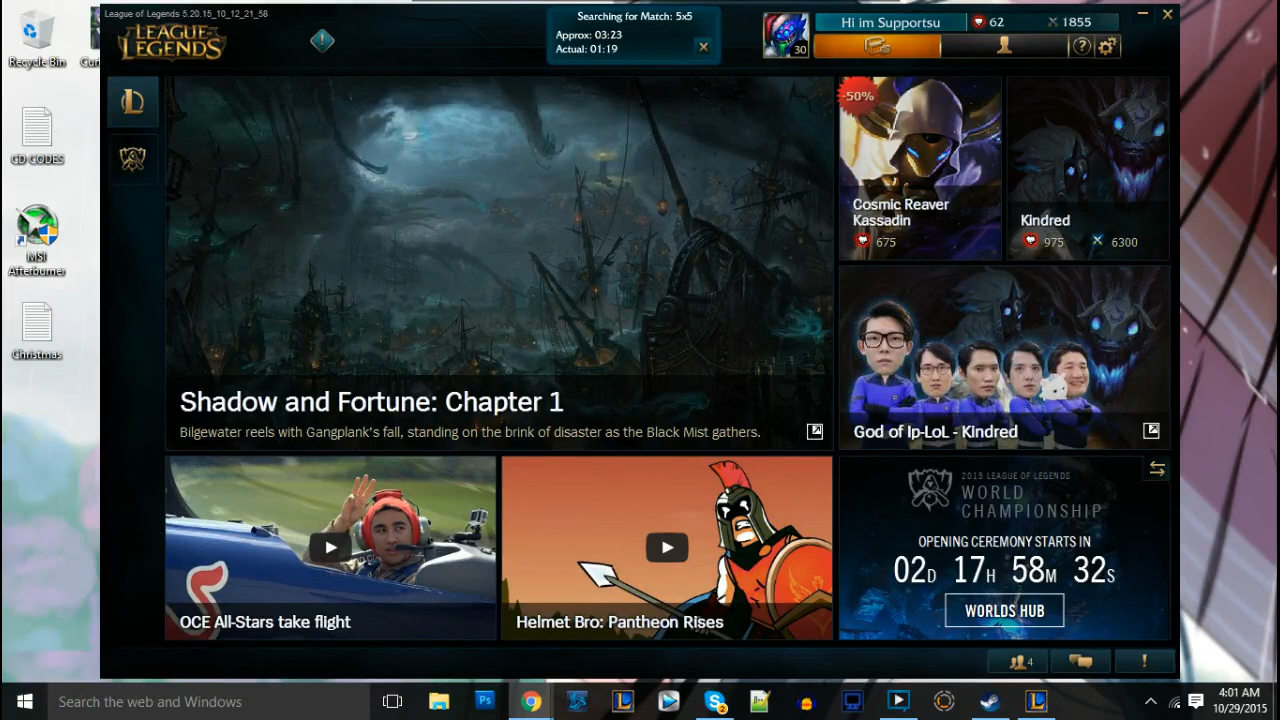 League of Legends 5.20.15_10_12_21_58
LEAGUE of
LEGENDS
Searching for Match: 5x5
Approx: 03:23
Actual: 01:19
30
Hi im Supportsu
62
1855
?
Recycle Bin
CD CODES
MSI
Afterburner
Christmas
-50%
Cosmic Reaver
Kassadin
675
Kindred
975
6300
Shadow and Fortune: Chapter 1
Bilgewater reels with Gangplank's fall, standing on the brink of disaster as the Black Mist gathers.
God of Ip-LoL - Kindred
OCE All-Stars take flight
Helmet Bro: Pantheon Rises
2015 LEAGUE OF LEGENDS
WORLD
CHAMPIONSHIP
OPENING CEREMONY STARTS IN
02D 17H 58M 32S
WORLDS HUB
4
Search the web and Windows
Ps
2
4:01 AM
10/29/2015